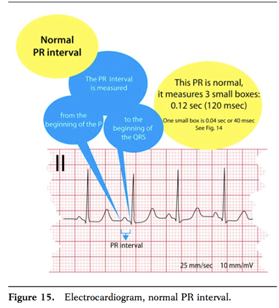 Normal
PR interval
The PR Interval
is measured
from the
beginning of the P
to the
beginning of
the QRS
This PR is normal,
it measures 3 small boxes:
0.12 sec (120 msec)
One small box is 0.04 sec or 40 msec
See Fig. 14
II
PR interval
25 mm/sec 10 mm/mV
Figure 15. Electrocardiogram, normal PR interval.